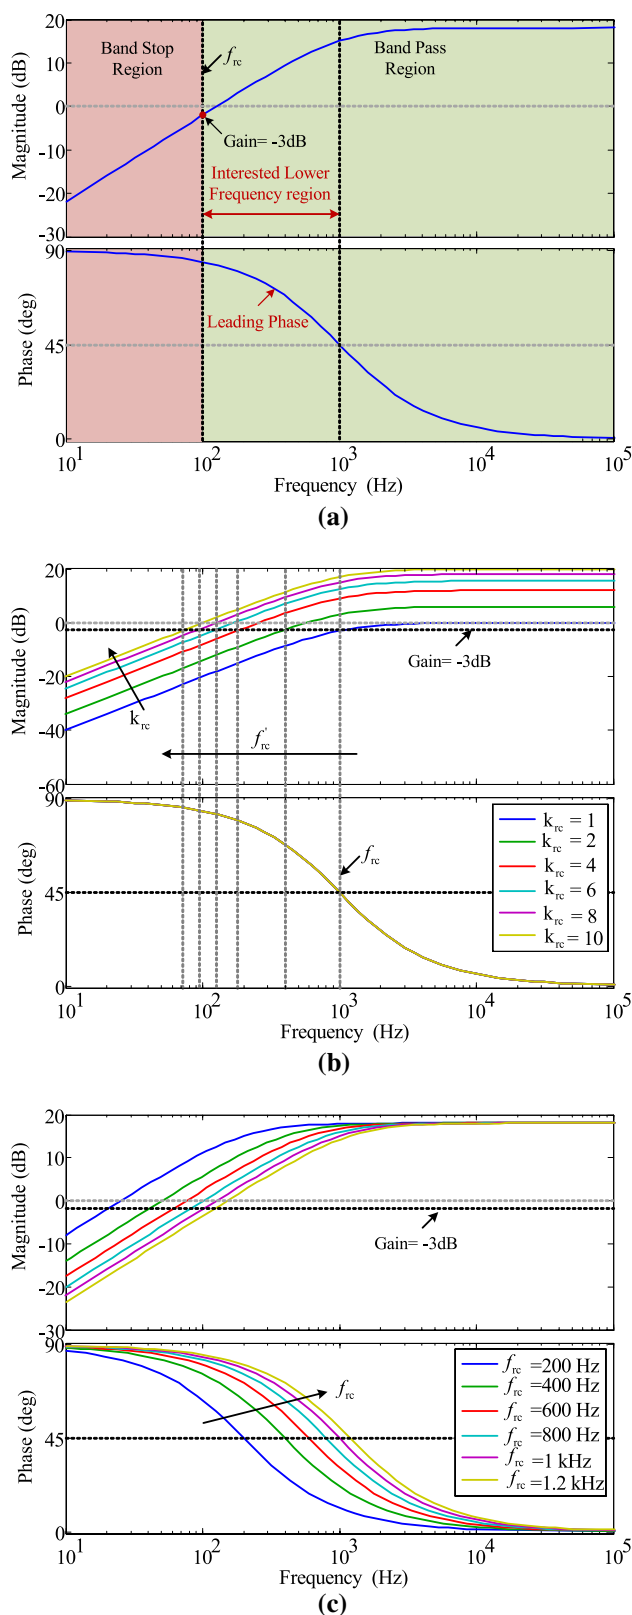 20
10
0
-10
-20
-30
Magnitude (dB)
Band Stop
Region
f_rc
Band Pass
Region
Gain= -3dB
Interested Lower
Frequency region
90
45
0
Phase (deg)
Leading Phase
10^1
10^2
10^3
10^4
10^5
Frequency (Hz)
(a)
20
0
-20
-40
-60
Magnitude (dB)
k_rc
Gain= -3dB
f'_rc
90
45
0
Phase (deg)
f_rc
k_rc = 1
k_rc = 2
k_rc = 4
k_rc = 6
k_rc = 8
k_rc = 10
10^1
10^2
10^3
10^4
10^5
Frequency (Hz)
(b)
20
10
0
-10
-20
-30
Magnitude (dB)
Gain= -3dB
90
45
0
Phase (deg)
f_rc
f_rc =200 Hz
f_rc =400 Hz
f_rc =600 Hz
f_rc =800 Hz
f_rc =1 kHz
f_rc =1.2 kHz
10^1
10^2
10^3
10^4
10^5
Frequency (Hz)
(c)